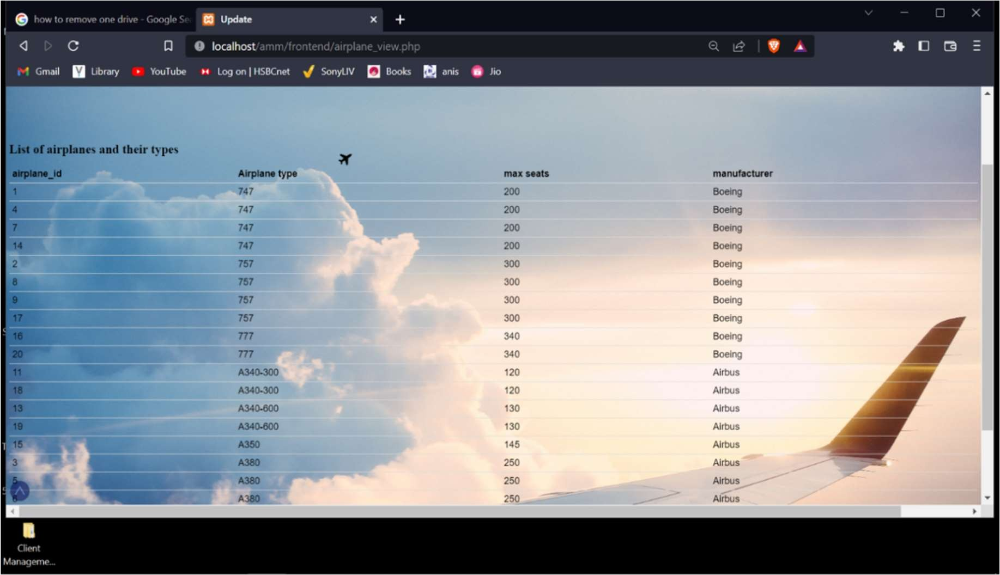 how to remove one drive - Google Se
Update
localhost/amm/frontend/airplane_view.php
Gmail Library YouTube Log on | HSBCnet SonyLIV Books anis Jio
List of airplanes and their types
airplane_id Airplane type max seats manufacturer
1 747 200 Boeing
4 747 200 Boeing
7 747 200 Boeing
14 747 200 Boeing
2 757 300 Boeing
8 757 300 Boeing
9 757 300 Boeing
17 757 300 Boeing
16 777 340 Boeing
20 777 340 Boeing
11 A340-300 120 Airbus
18 A340-300 120 Airbus
13 A340-600 130 Airbus
19 A340-600 130 Airbus
15 A350 145 Airbus
3 A380 250 Airbus
5 A380 250 Airbus
6 A380 250 Airbus
Client
Manageme...